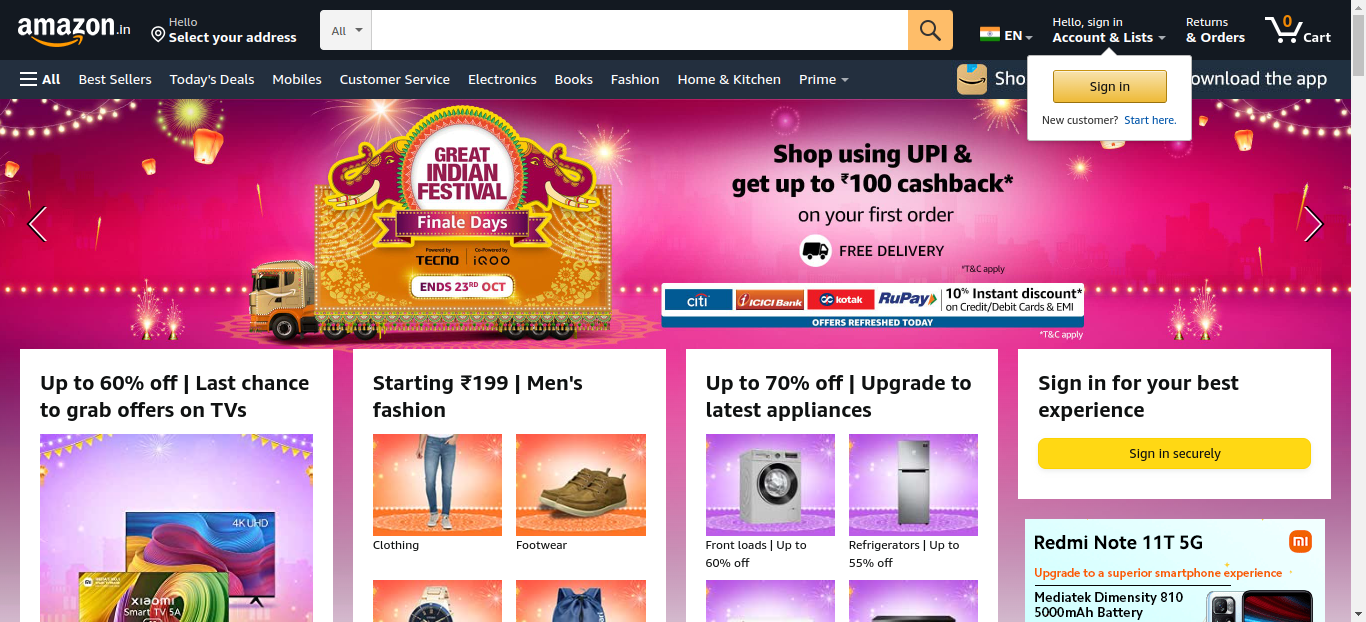 amazon.in
Hello
Select your address
All
EN
Hello, sign in
Account & Lists
Returns
& Orders
0
Cart
All
Best Sellers
Today's Deals
Mobiles
Customer Service
Electronics
Books
Fashion
Home & Kitchen
Prime
Sho
ownload the app
Sign in
New customer? Start here.
GREAT
INDIAN
FESTIVAL
Finale Days
Powered by
TECNO
Co-Powered by
iQOO
ENDS 23RD OCT
Shop using UPI &
get up to ₹100 cashback*
on your first order
FREE DELIVERY
*T&C apply
citi
ICICI Bank
kotak
RuPay
10% Instant discount*
on Credit/Debit Cards & EMI
OFFERS REFRESHED TODAY
*T&C apply
Up to 60% off | Last chance
to grab offers on TVs
4K UHD
xiaomi
Smart TV 5A
Starting ₹199 | Men's
fashion
Clothing
Footwear
Up to 70% off | Upgrade to
latest appliances
Front loads | Up to
60% off
Refrigerators | Up to
55% off
Sign in for your best
experience
Sign in securely
Redmi Note 11T 5G
mi
Upgrade to a superior smartphone experience
Mediatek Dimensity 810
5000mAh Battery